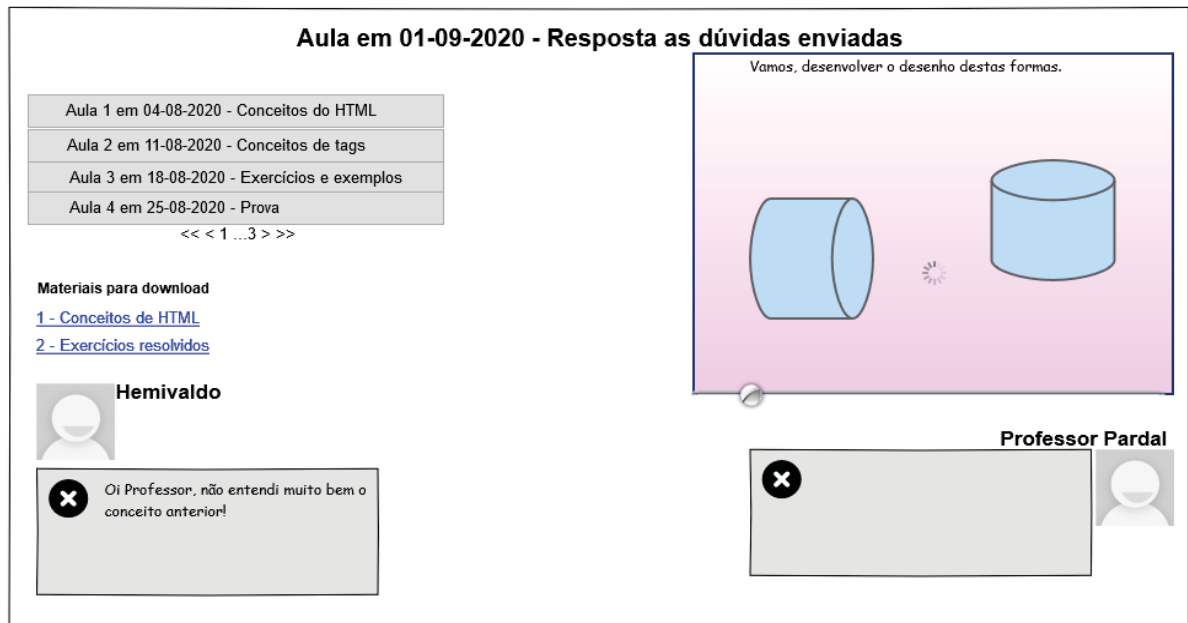 Aula em 01-09-2020 - Resposta as dúvidas enviadas
Vamos, desenvolver o desenho destas formas.
Aula 1 em 04-08-2020 - Conceitos do HTML
Aula 2 em 11-08-2020 - Conceitos de tags
Aula 3 em 18-08-2020 - Exercícios e exemplos
Aula 4 em 25-08-2020 - Prova
<< < 1 ...3 > >>
Materiais para download
1 - Conceitos de HTML
2 - Exercícios resolvidos
Hemivaldo
Oi Professor, não entendi muito bem o
conceito anterior!
Professor Pardal